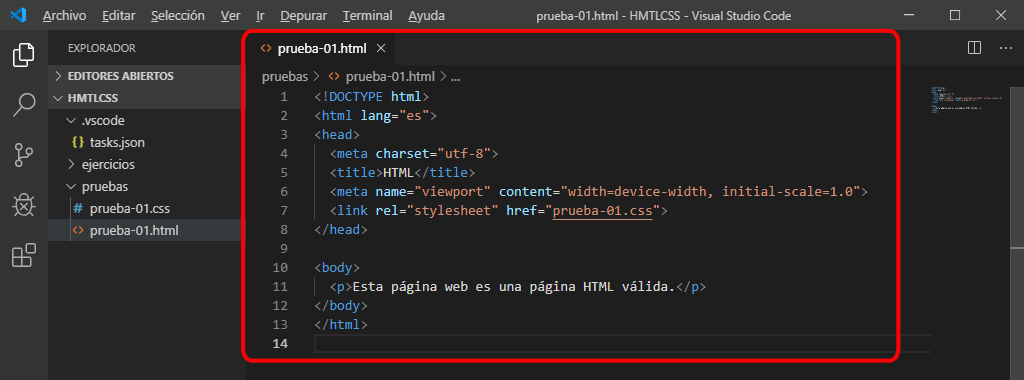 Archivo Editar Selección Ver Ir Depurar Terminal Ayuda prueba-01.html - HMTLCSS - Visual Studio Code
EXPLORADOR
EDITORES ABIERTOS
HMTLCSS
.vscode
{} tasks.json
ejercicios
pruebas
# prueba-01.css
<> prueba-01.html
<> prueba-01.html ×
pruebas > <> prueba-01.html > ...
1 <!DOCTYPE html>
2 <html lang="es">
3 <head>
4 <meta charset="utf-8">
5 <title>HTML</title>
6 <meta name="viewport" content="width=device-width, initial-scale=1.0">
7 <link rel="stylesheet" href="prueba-01.css">
8 </head>
9
10 <body>
11 <p>Esta página web es una página HTML válida.</p>
12 </body>
13 </html>
14